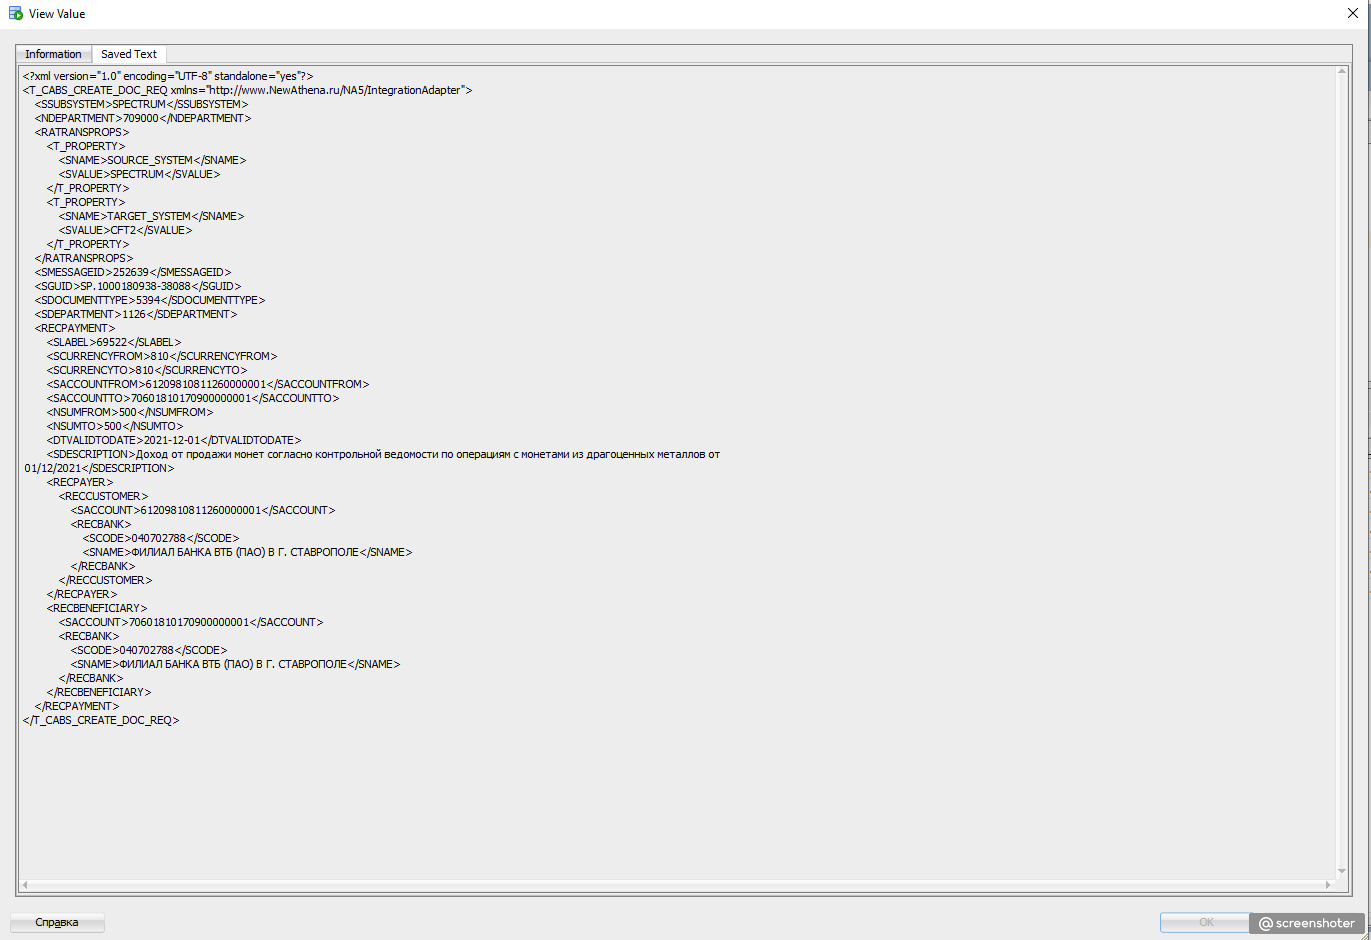 View Value
Information
Saved Text
<?xml version="1.0" encoding="UTF-8" standalone="yes"?>
<T_CABS_CREATE_DOC_REQ xmlns="http://www.NewAthena.ru/NA5/IntegrationAdapter">
<SSUBSYSTEM>SPECTRUM</SSUBSYSTEM>
<NDEPARTMENT>709000</NDEPARTMENT>
<RATRANSPROPS>
<T_PROPERTY>
<SNAME>SOURCE_SYSTEM</SNAME>
<SVALUE>SPECTRUM</SVALUE>
</T_PROPERTY>
<T_PROPERTY>
<SNAME>TARGET_SYSTEM</SNAME>
<SVALUE>CFT2</SVALUE>
</T_PROPERTY>
</RATRANSPROPS>
<SMESSAGEID>252639</SMESSAGEID>
<SGUID>SP.1000180938-38088</SGUID>
<SDOCUMENTTYPE>5394</SDOCUMENTTYPE>
<SDEPARTMENT>1126</SDEPARTMENT>
<RECPAYMENT>
<SLABEL>69522</SLABEL>
<SCURRENCYFROM>810</SCURRENCYFROM>
<SCURRENCYTO>810</SCURRENCYTO>
<SACCOUNTFROM>61209810811260000001</SACCOUNTFROM>
<SACCOUNTTO>70601810170900000001</SACCOUNTTO>
<NSUMFROM>500</NSUMFROM>
<NSUMTO>500</NSUMTO>
<DTVALIDTODATE>2021-12-01</DTVALIDTODATE>
<SDESCRIPTION>Доход от продажи монет согласно контрольной ведомости по операциям с монетами из драгоценных металлов от
01/12/2021</SDESCRIPTION>
<RECPAYER>
<RECCUSTOMER>
<SACCOUNT>61209810811260000001</SACCOUNT>
<RECBANK>
<SCODE>040702788</SCODE>
<SNAME>ФИЛИАЛ БАНКА ВТБ (ПАО) В Г. СТАВРОПОЛЕ</SNAME>
</RECBANK>
</RECCUSTOMER>
</RECPAYER>
<RECBENEFICIARY>
<SACCOUNT>70601810170900000001</SACCOUNT>
<RECBANK>
<SCODE>040702788</SCODE>
<SNAME>ФИЛИАЛ БАНКА ВТБ (ПАО) В Г. СТАВРОПОЛЕ</SNAME>
</RECBANK>
</RECBENEFICIARY>
</RECPAYMENT>
</T_CABS_CREATE_DOC_REQ>
Справка
OK
@screenshoter